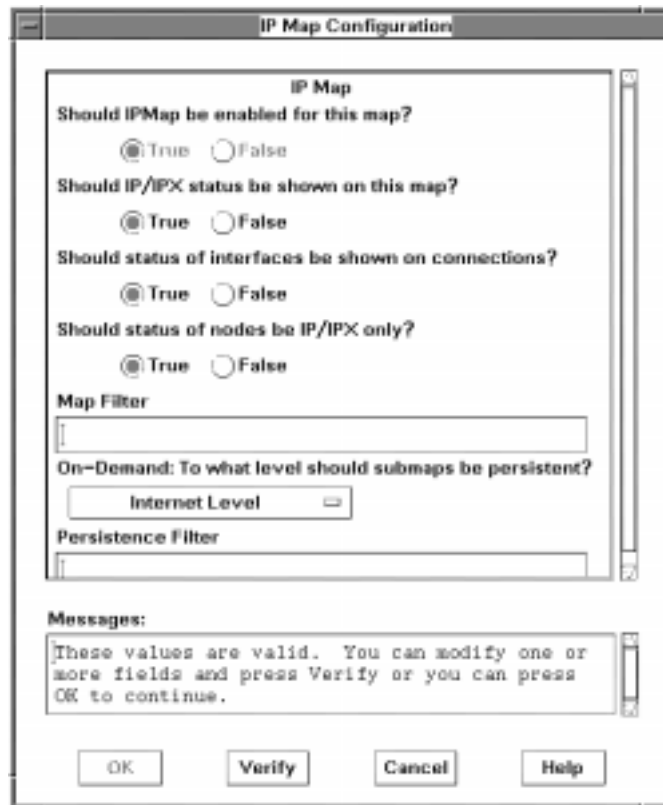 IP Map Configuration
IP Map
Should IPMap be enabled for this map?
True False
Should IP/IPX status be shown on this map?
True False
Should status of interfaces be shown on connections?
True False
Should status of nodes be IP/IPX only?
True False
Map Filter
On-Demand: To what level should submaps be persistent?
Internet Level
Persistence Filter
Messages:
These values are valid. You can modify one or
more fields and press Verify or you can press
OK to continue.
OK Verify Cancel Help